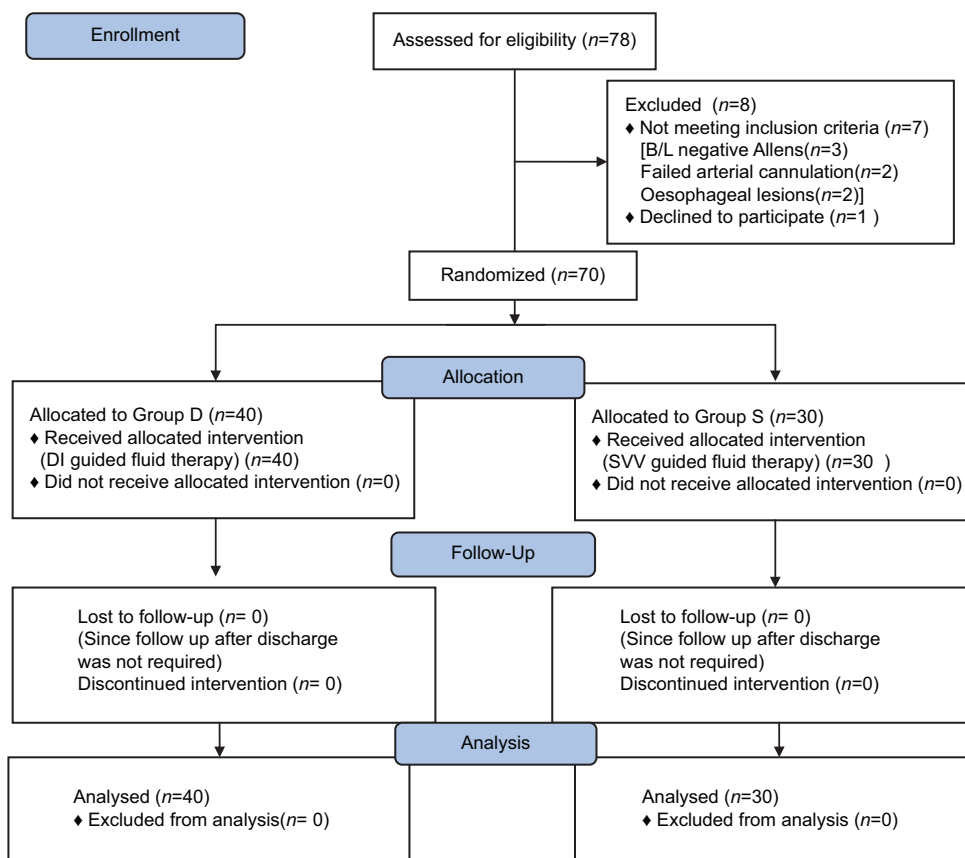 Enrollment
Assessed for eligibility (n=78)
Excluded (n=8)
♦ Not meeting inclusion criteria (n=7)
[B/L negative Allens(n=3)
Failed arterial cannulation(n=2)
Oesophageal lesions(n=2)]
♦ Declined to participate (n=1 )
Randomized (n=70)
Allocation
Allocated to Group D (n=40)
♦ Received allocated intervention
(DI guided fluid therapy) (n=40)
♦ Did not receive allocated intervention (n=0)
Allocated to Group S (n=30)
♦ Received allocated intervention
(SVV guided fluid therapy) (n=30 )
♦ Did not receive allocated intervention (n=0)
Follow-Up
Lost to follow-up (n= 0)
(Since follow up after discharge
was not required)
Discontinued intervention (n= 0)
Lost to follow-up (n= 0)
(Since follow up after discharge
was not required)
Discontinued intervention (n=0)
Analysis
Analysed (n=40)
♦ Excluded from analysis(n= 0)
Analysed (n=30)
♦ Excluded from analysis (n=0)